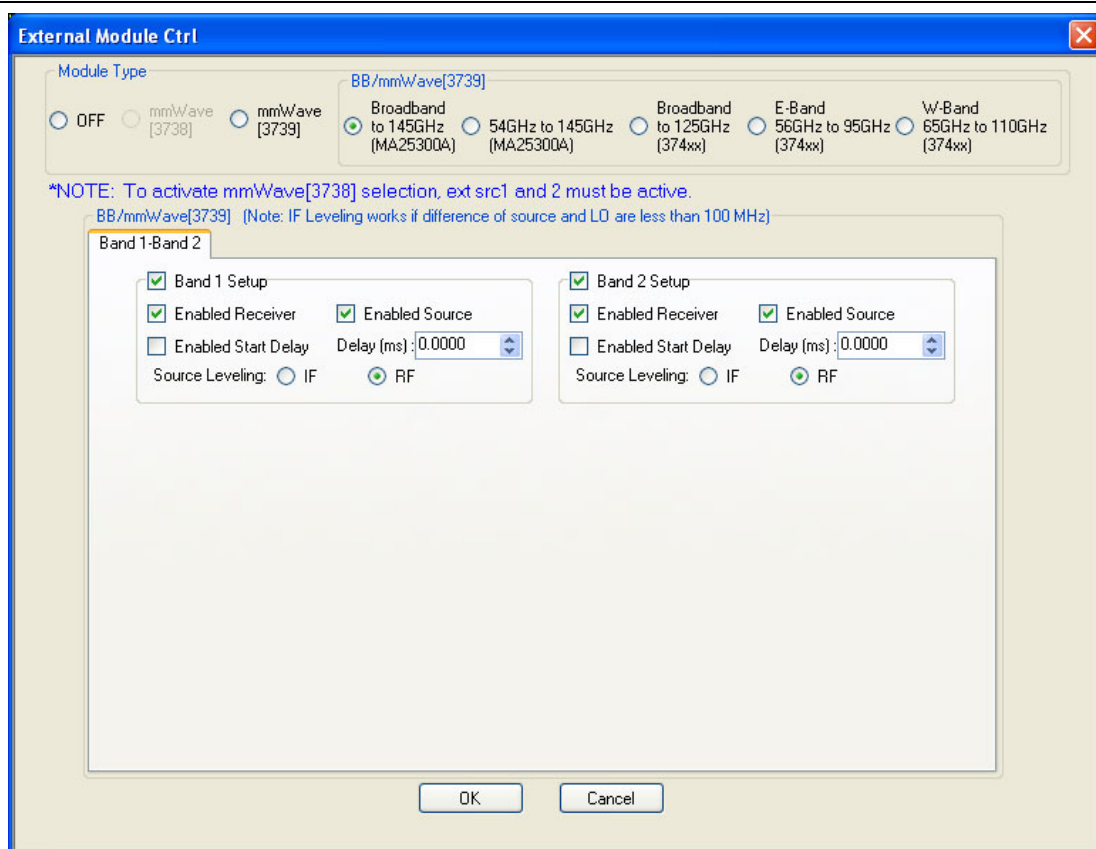 External Module Ctrl
Module Type
OFF
mmWave
[3738]
mmWave
[3739]
BB/mmWave[3739]
Broadband
to 145GHz
(MA25300A)
54GHz to 145GHz
(MA25300A)
Broadband
to 125GHz
(374xx)
E-Band
56GHz to 95GHz
(374xx)
W-Band
65GHz to 110GHz
(374xx)
*NOTE: To activate mmWave[3738] selection, ext src1 and 2 must be active.
BB/mmWave[3739] (Note: IF Leveling works if difference of source and LO are less than 100 MHz)
Band 1-Band 2
Band 1 Setup
Enabled Receiver
Enabled Source
Enabled Start Delay
Delay (ms) : 0.0000
Source Leveling: IF RF
Band 2 Setup
Enabled Receiver
Enabled Source
Enabled Start Delay
Delay (ms) : 0.0000
Source Leveling: IF RF
OK
Cancel